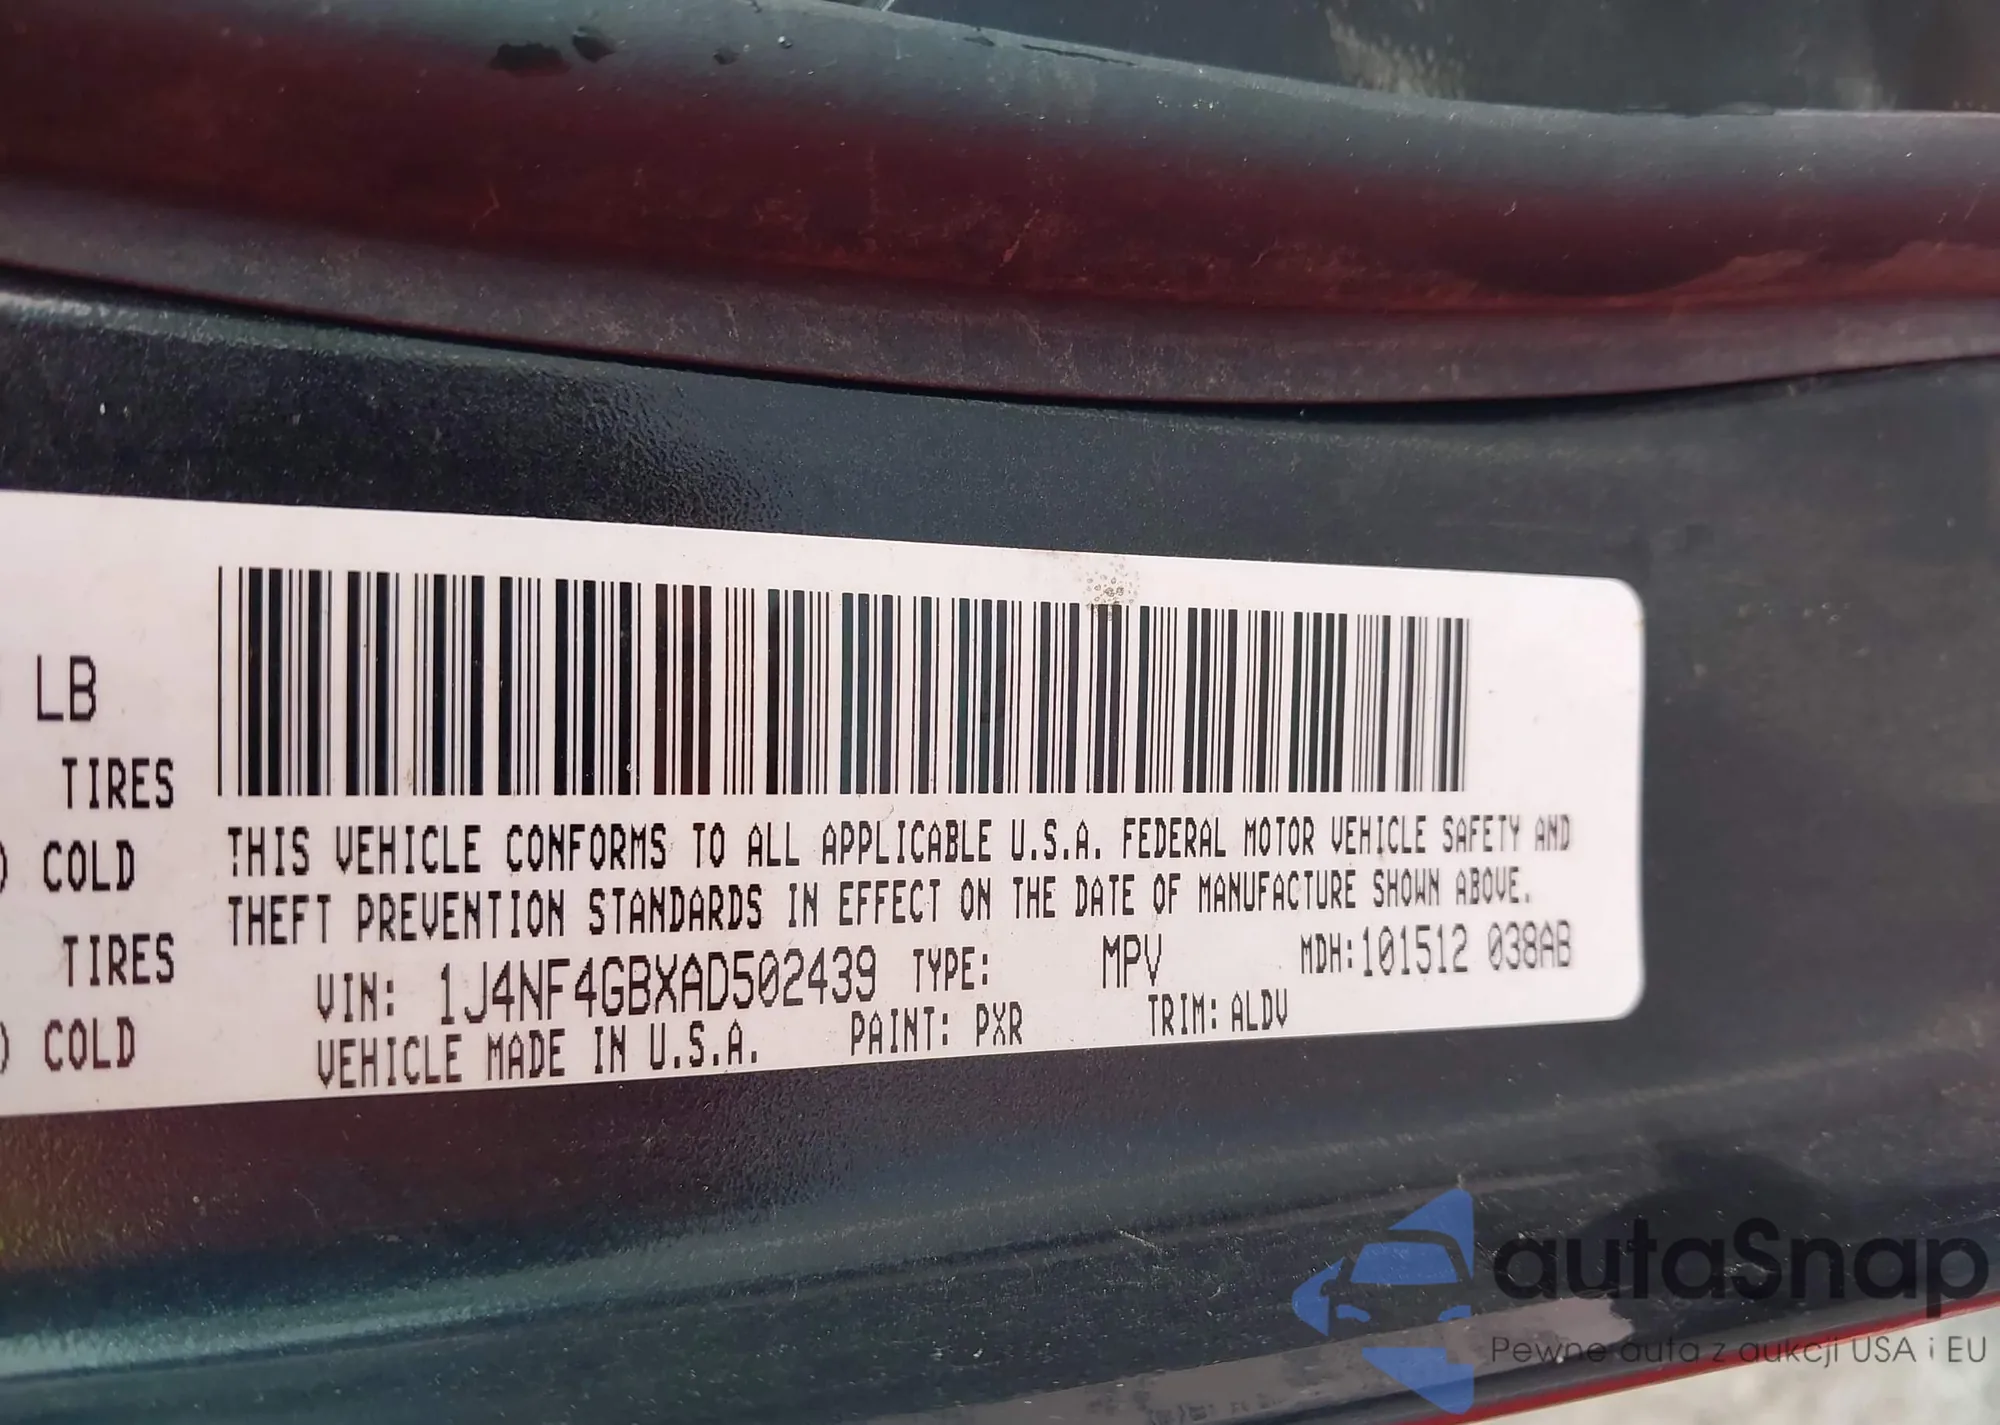 LB
TIRES
COLD
TIRES
COLD
THIS VEHICLE CONFORMS TO ALL APPLICABLE U.S.A. FEDERAL MOTOR VEHICLE SAFETY AND
THEFT PREVENTION STANDARDS IN EFFECT ON THE DATE OF MANUFACTURE SHOWN ABOVE.
VIN: 1J4NF4GBXAD502439 TYPE: MPV MDH:101512 038AB
VEHICLE MADE IN U.S.A. PAINT: PXR TRIM: ALDV
autaSnap
Pewne auta z aukcji USA i EU